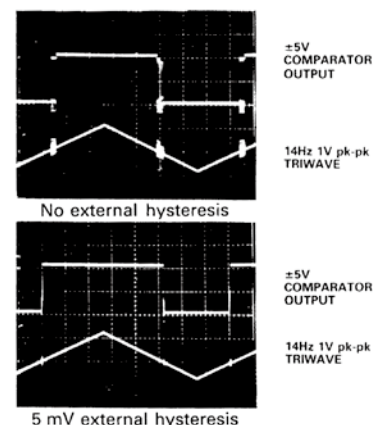 ±5V
COMPARATOR
OUTPUT
14Hz 1V pk-pk
TRIWAVE
No external hysteresis
±5V
COMPARATOR
OUTPUT
14Hz 1V pk-pk
TRIWAVE
5 mV external hysteresis